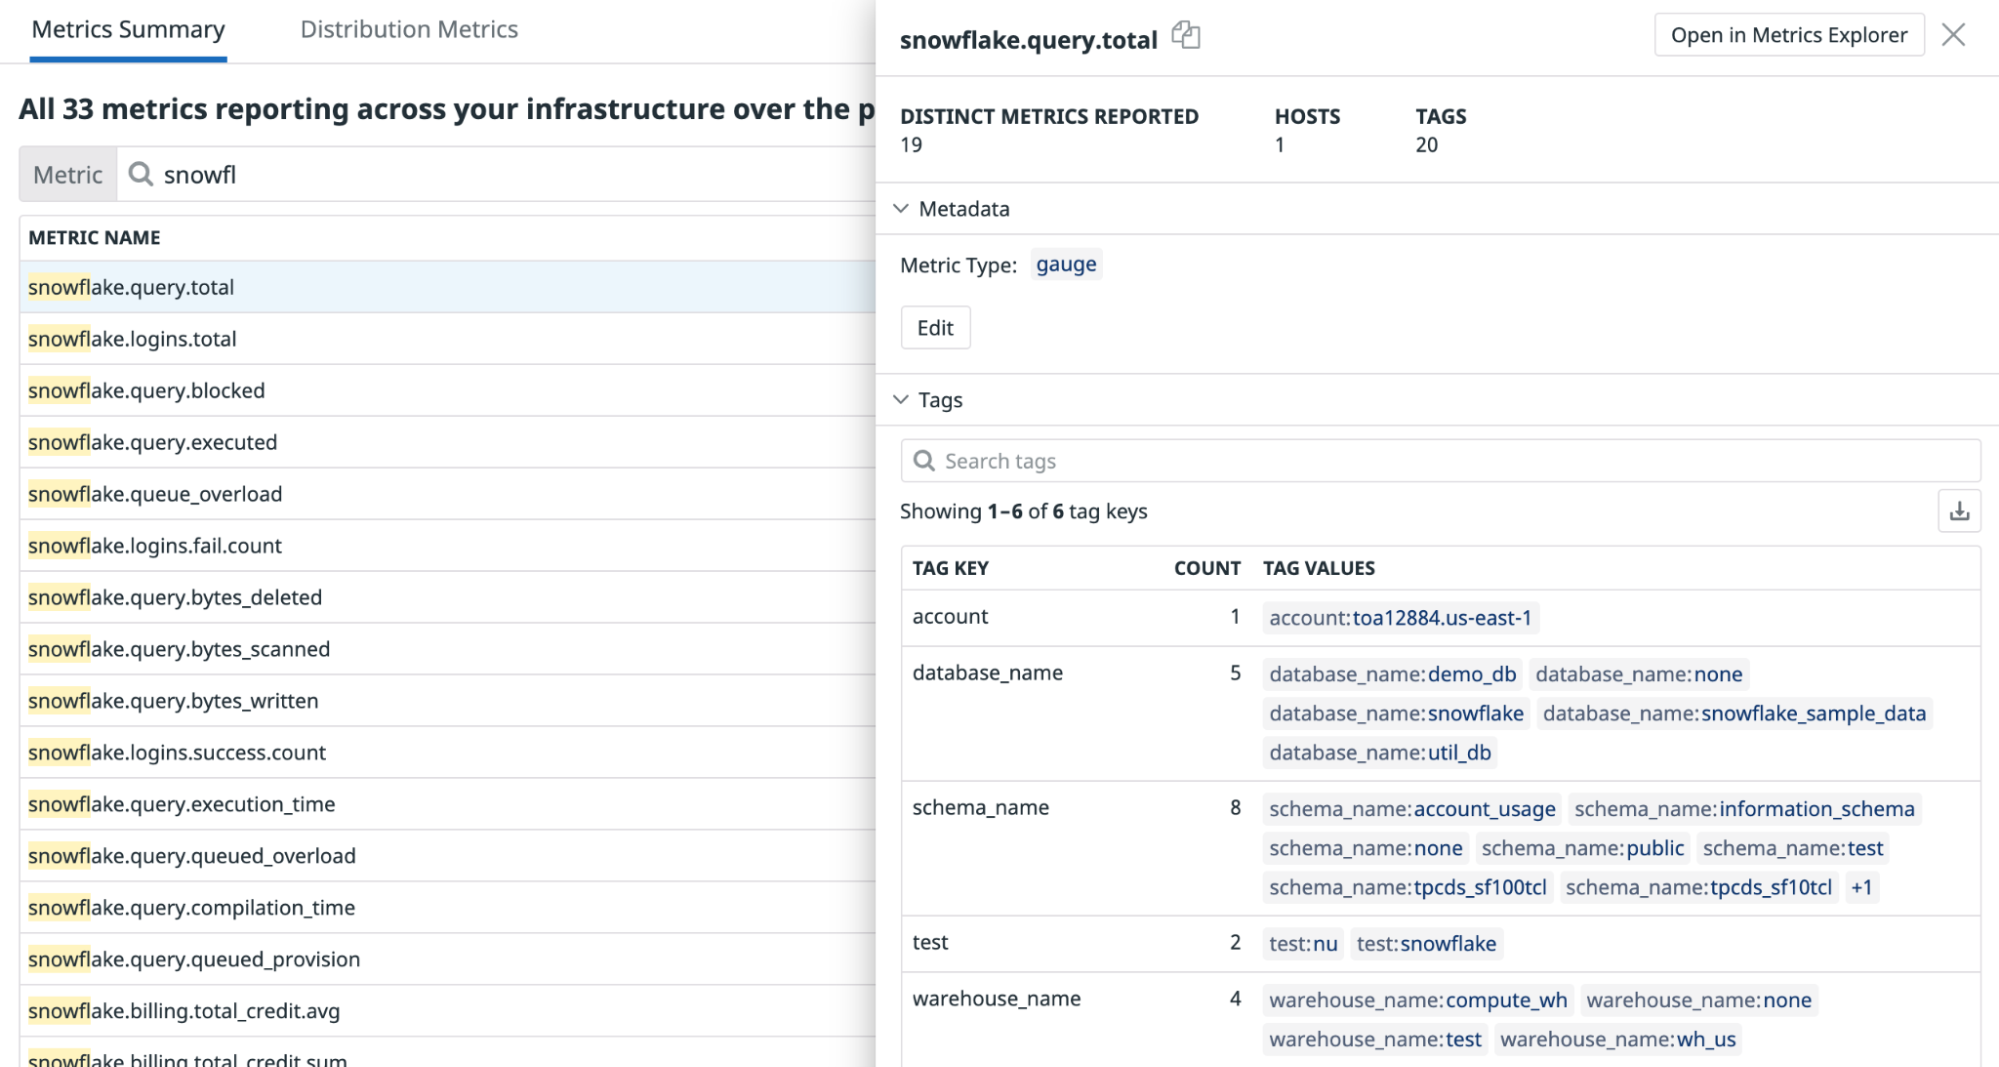 Metrics Summary
Distribution Metrics
All 33 metrics reporting across your infrastructure over the p
Metric
snowfl
METRIC NAME
snowflake.query.total
snowflake.logins.total
snowflake.query.blocked
snowflake.query.executed
snowflake.queue_overload
snowflake.logins.fail.count
snowflake.query.bytes_deleted
snowflake.query.bytes_scanned
snowflake.query.bytes_written
snowflake.logins.success.count
snowflake.query.execution_time
snowflake.query.queued_overload
snowflake.query.compilation_time
snowflake.query.queued_provision
snowflake.billing.total_credit.avg
snowflake.billing.total_credit.sum
snowflake.query.total
Open in Metrics Explorer
DISTINCT METRICS REPORTED HOSTS TAGS
19 1 20
Metadata
Metric Type: gauge
Edit
Tags
Search tags
Showing 1–6 of 6 tag keys
TAG KEY COUNT TAG VALUES
account 1 account:toa12884.us-east-1
database_name 5 database_name:demo_db database_name:none
database_name:snowflake database_name:snowflake_sample_data
database_name:util_db
schema_name 8 schema_name:account_usage schema_name:information_schema
schema_name:none schema_name:public schema_name:test
schema_name:tpcds_sf100tcl schema_name:tpcds_sf10tcl +1
test 2 test:nu test:snowflake
warehouse_name 4 warehouse_name:compute_wh warehouse_name:none
warehouse_name:test warehouse_name:wh_us